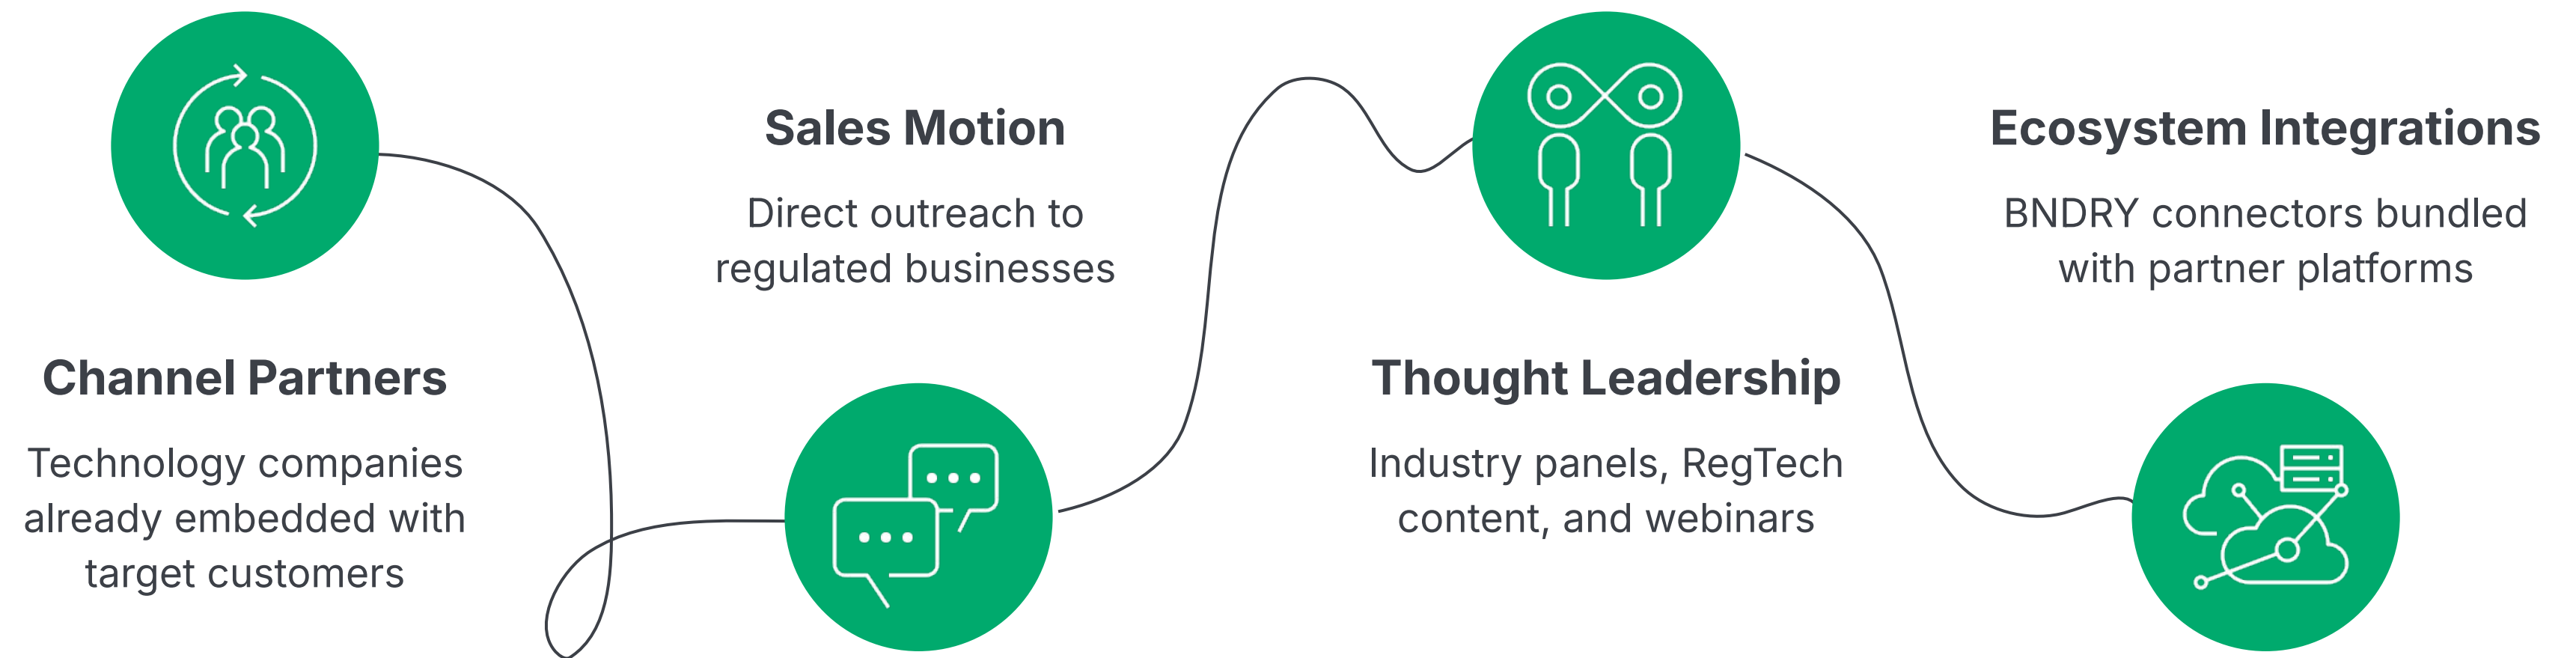 Channel Partners
Technology companies
already embedded with
target customers
Sales Motion
Direct outreach to
regulated businesses
Thought Leadership
Industry panels, RegTech
content, and webinars
Ecosystem Integrations
BNDRY connectors bundled
with partner platforms